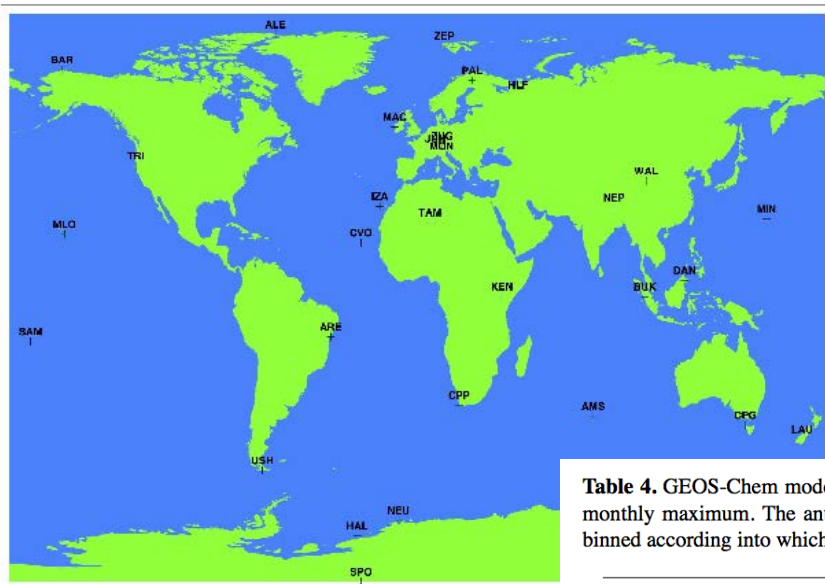 ALE
ZEP
BAR
PAL
HLF
MAC
MON
TRI
WAL
IZA
NEP
TAM
MIN
MLO
CVO
DAN
KEN
BUK
ARE
SAM
CPP
AMS
CPG
LAU
USH
NEU
HAL
SPO
Table 4. GEOS-Chem mode
monthly maximum. The an
binned according into which